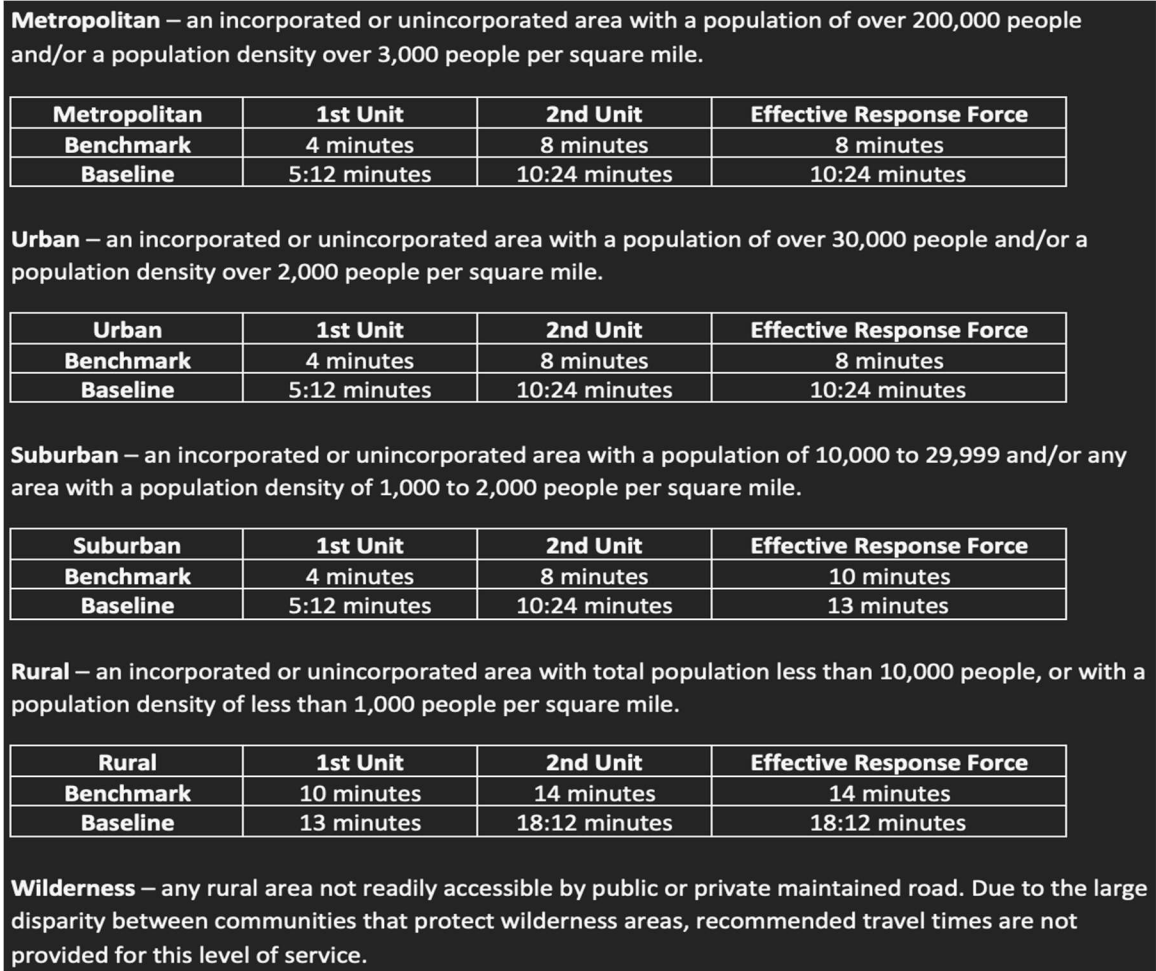 Metropolitan – an incorporated or unincorporated area with a population of over 200,000 people
and/or a population density over 3,000 people per square mile.
Metropolitan 1st Unit 2nd Unit Effective Response Force
Benchmark 4 minutes 8 minutes 8 minutes
Baseline 5:12 minutes 10:24 minutes 10:24 minutes
Urban – an incorporated or unincorporated area with a population of over 30,000 people and/or a
population density over 2,000 people per square mile.
Urban 1st Unit 2nd Unit Effective Response Force
Benchmark 4 minutes 8 minutes 8 minutes
Baseline 5:12 minutes 10:24 minutes 10:24 minutes
Suburban – an incorporated or unincorporated area with a population of 10,000 to 29,999 and/or any
area with a population density of 1,000 to 2,000 people per square mile.
Suburban 1st Unit 2nd Unit Effective Response Force
Benchmark 4 minutes 8 minutes 10 minutes
Baseline 5:12 minutes 10:24 minutes 13 minutes
Rural – an incorporated or unincorporated area with total population less than 10,000 people, or with a
population density of less than 1,000 people per square mile.
Rural 1st Unit 2nd Unit Effective Response Force
Benchmark 10 minutes 14 minutes 14 minutes
Baseline 13 minutes 18:12 minutes 18:12 minutes
Wilderness – any rural area not readily accessible by public or private maintained road. Due to the large
disparity between communities that protect wilderness areas, recommended travel times are not
provided for this level of service.